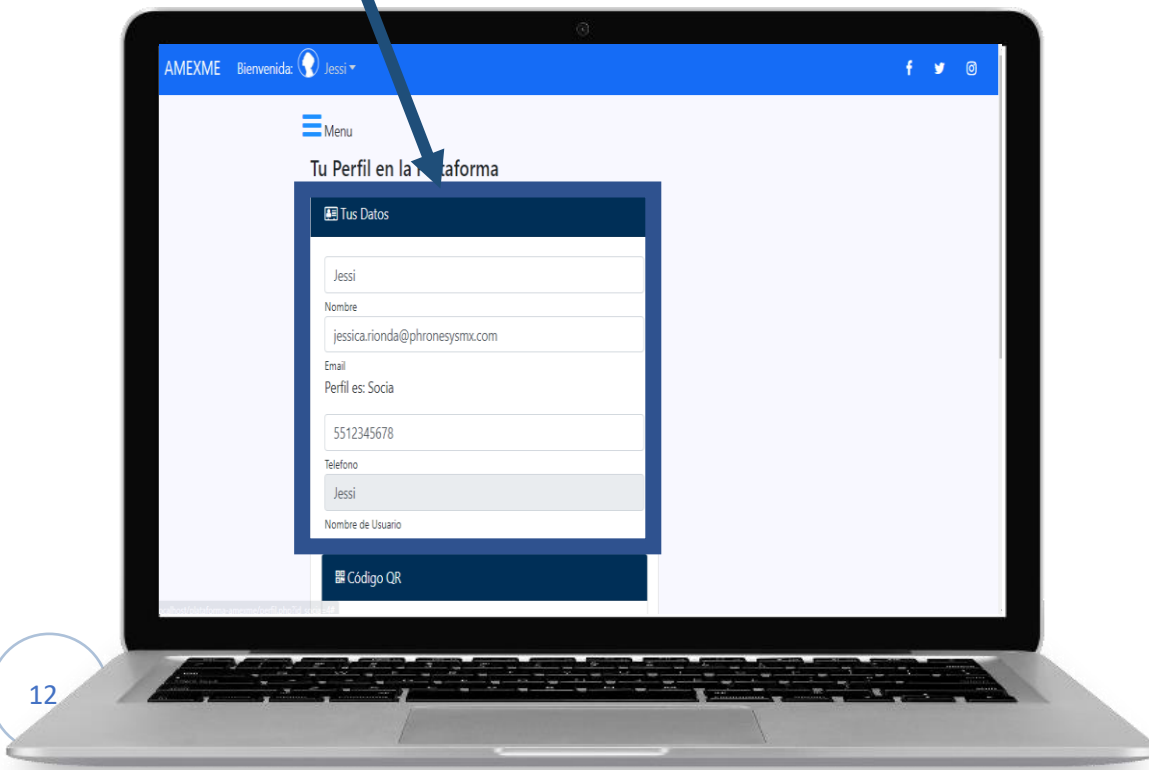 AMEXME Bienvenida: Jessi
Menu
Tu Perfil en la
Tus Datos
Jessi
Nombre
jessica.rionda@phronesysmx.com
Email
Perfil es: Socia
5512345678
Telefono
Jessi
Nombre de Usuario
Código QR
12